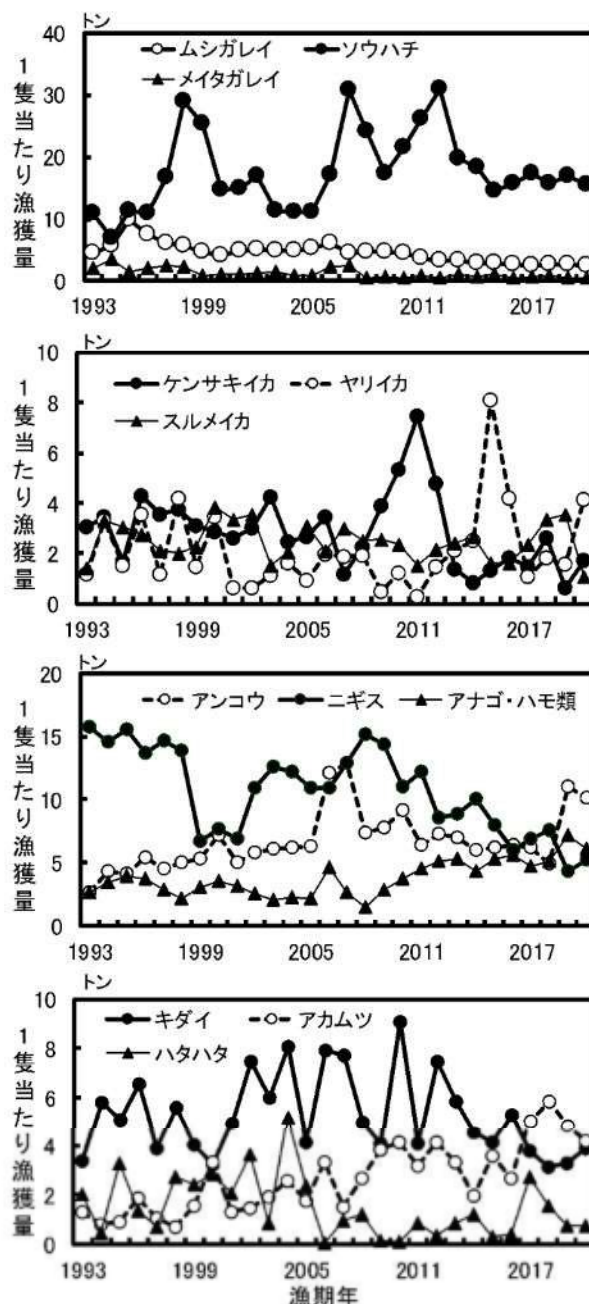 トン
40
30
20
10
0
ムシガレイ ソウハチ
メイタガレイ
1隻当たり漁獲量
1993 1999 2005 2011 2017
トン
10
8
6
4
2
0
ケンサキイカ ヤリイカ
スルメイカ
1隻当たり漁獲量
1993 1999 2005 2011 2017
トン
20
15
10
5
0
アンコウ ニギス アナゴ・ハモ類
1隻当たり漁獲量
1993 1999 2005 2011 2017
トン
10
8
6
4
2
0
キダイ アカムツ
ハタハタ
1隻当たり漁獲量
1993 1999 2005 2011 2017
漁期年